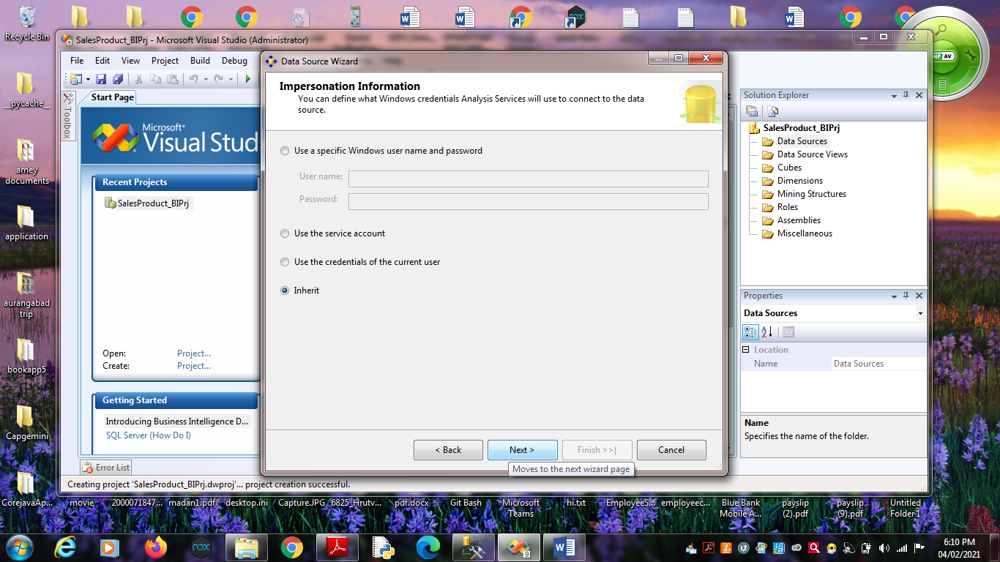 Recycle Bin
__pycache__
amey
documents
application
aurangabad
trip
bookapp5
Capgemini
CorejavaAp...
SalesProduct_BIPrj - Microsoft Visual Studio (Administrator)
File Edit View Project Build Debug
Toolbox
Start Page
Microsoft®
Visual Stud
Recent Projects
SalesProduct_BIPrj
Open: Project...
Create: Project...
Getting Started
Introducing Business Intelligence D...
SQL Server (How Do I)
Error List
Creating project 'SalesProduct_BIPrj.dwproj'... project creation successful.
Data Source Wizard
Impersonation Information
You can define what Windows credentials Analysis Services will use to connect to the data
source.
Use a specific Windows user name and password
User name:
Password:
Use the service account
Use the credentials of the current user
Inherit
< Back Next > Finish >>| Cancel
Moves to the next wizard page
Solution Explorer
SalesProduct_BIPrj
Data Sources
Data Source Views
Cubes
Dimensions
Mining Structures
Roles
Assemblies
Miscellaneous
Properties
Data Sources
Location
Name Data Sources
Name
Specifies the name of the folder.
movie
2000071847...
madan1.pdf
desktop.ini
Capture.JPG
6825_Hrutv...
pdf.docx
Git Bash
Microsoft
Teams
hi.txt
EmployeeS...
employeec...
Blue Bank
Mobile A...
payslip
(2).pdf
payslip
(9);pdf
Untitled
Folder-1
nox
9
6:10 PM
04/02/2021